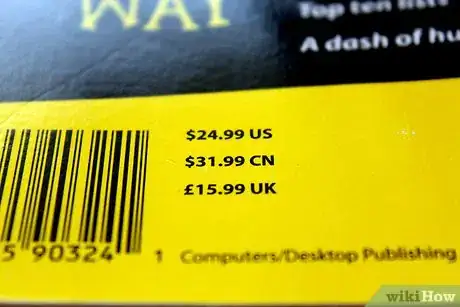 WAY
Top ten lists
A dash of hu
$24.99 US
$31.99 CN
£15.99 UK
5 90324 1
Computers/Desktop Publishing
wikiHow